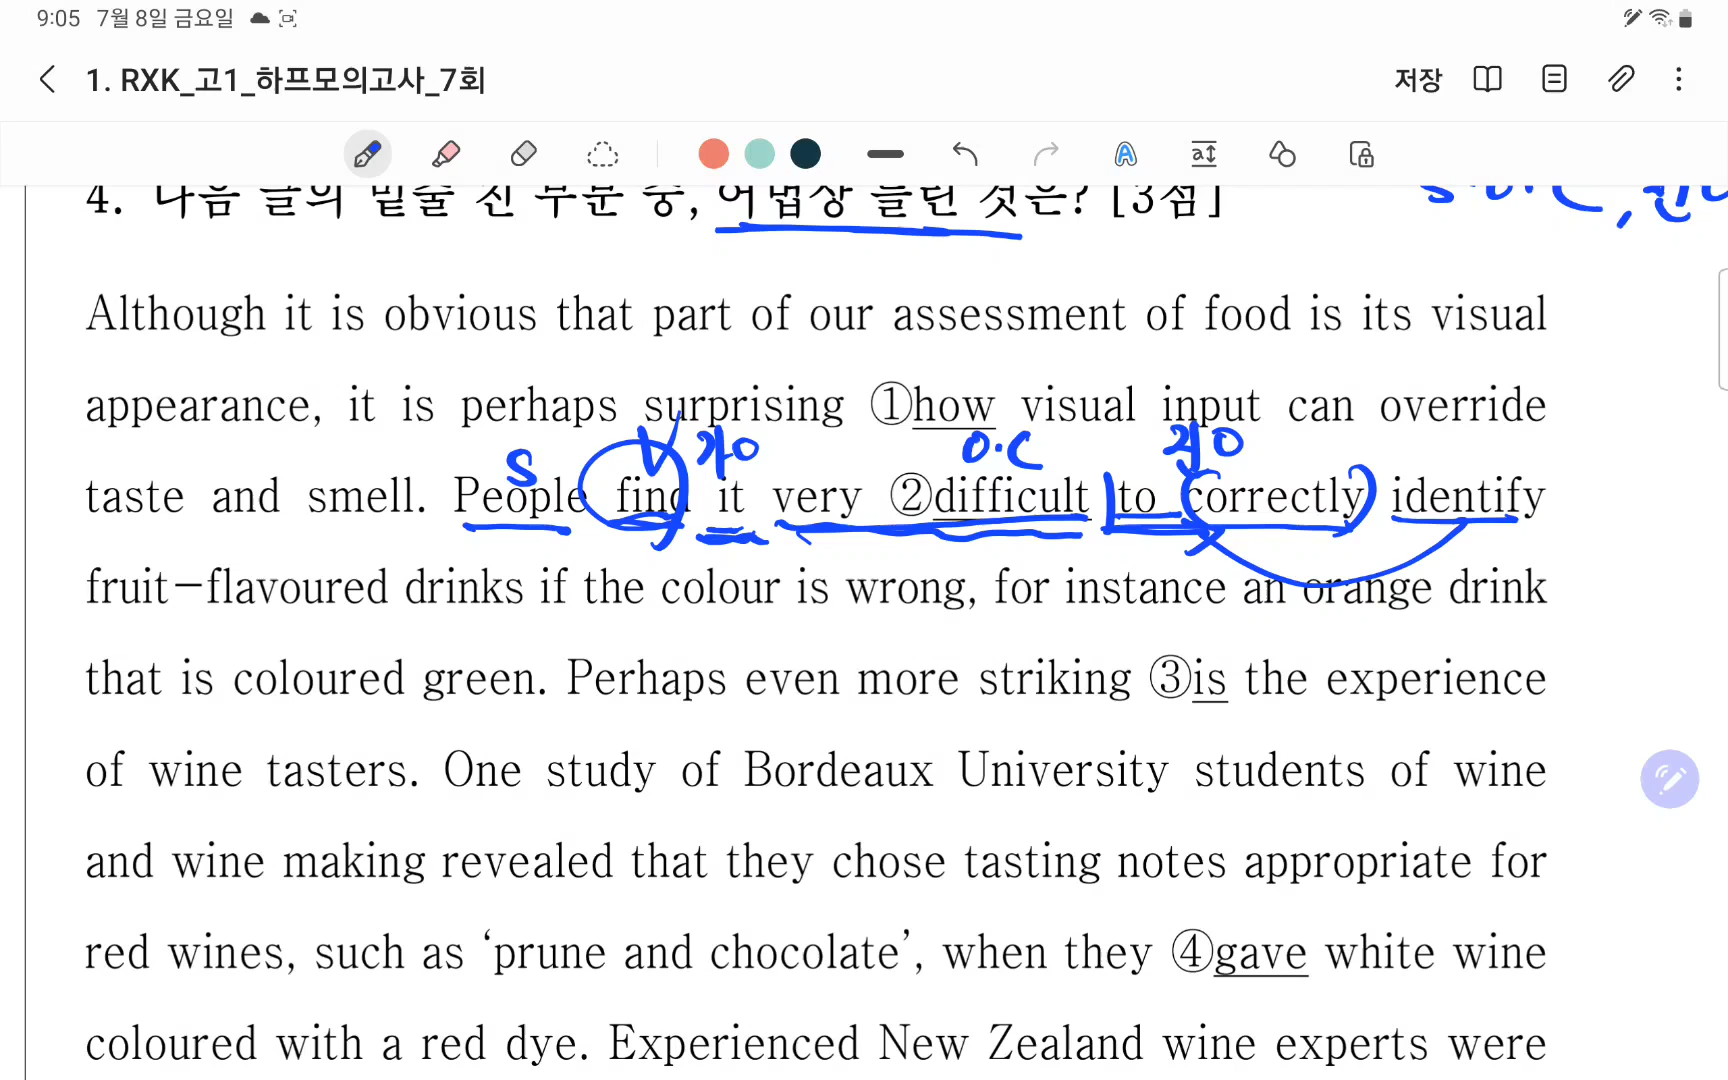 9:05 7월 8일 금요일
1. RXK_고1_하프모의고사_7회
저장
4. 다음 글의 밑줄 친 부분 중, 어법상 틀린 것은? [3점]
Although it is obvious that part of our assessment of food is its visual
appearance, it is perhaps surprising ①how visual input can override
S V 가O O.C 진O
taste and smell. People find it very ②difficult to correctly identify
fruit-flavoured drinks if the colour is wrong, for instance an orange drink
that is coloured green. Perhaps even more striking ③is the experience
of wine tasters. One study of Bordeaux University students of wine
and wine making revealed that they chose tasting notes appropriate for
red wines, such as ‘prune and chocolate’, when they ④gave white wine
coloured with a red dye. Experienced New Zealand wine experts were